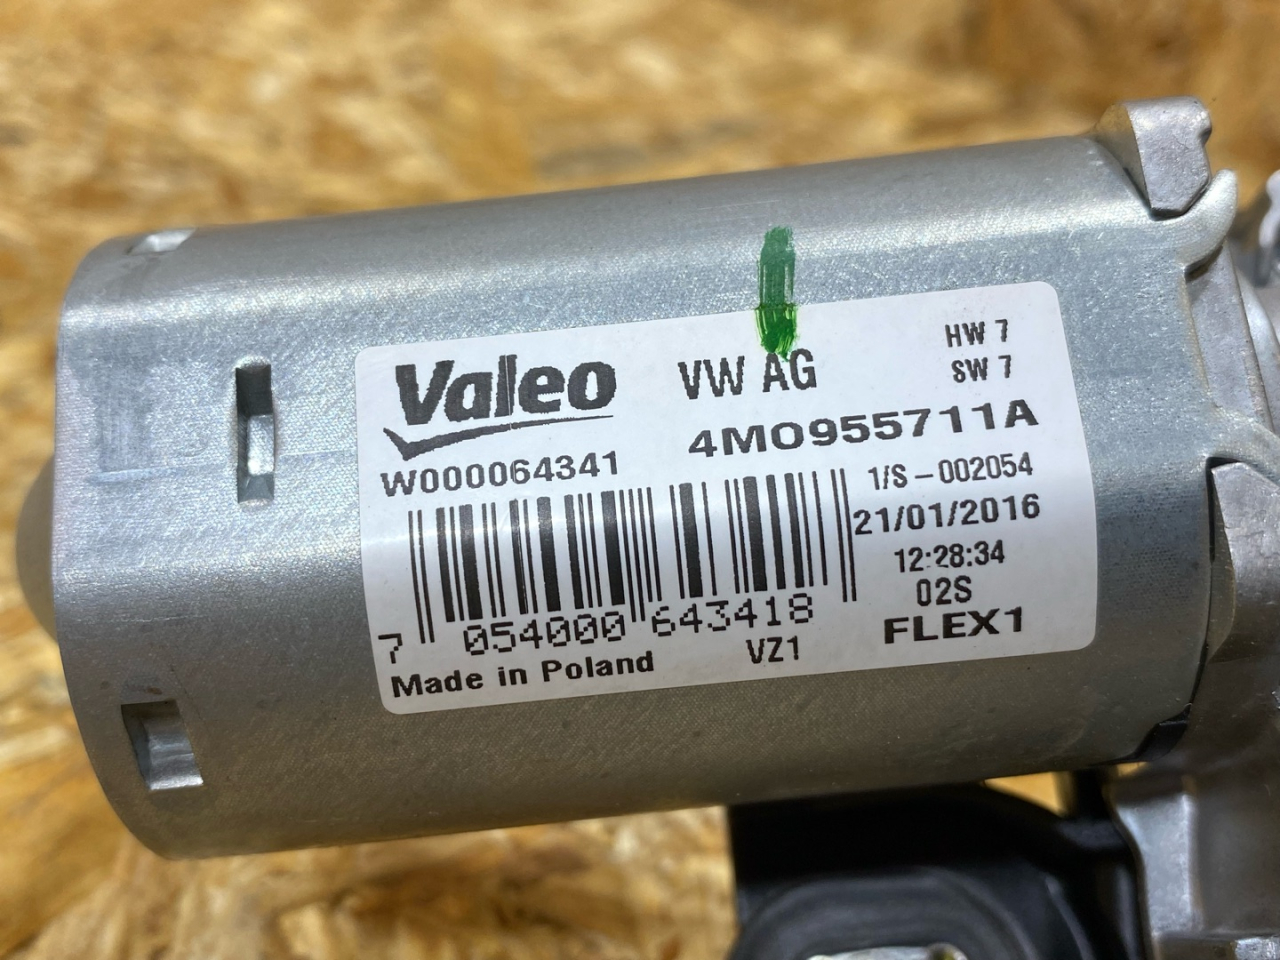 Valeo
VW AG
HW 7
SW 7
4M0955711A
W000064341
1/S-002054
21/01/2016
12:28:34
02S
FLEX1
7 054000 643418
Made in Poland
VZ1